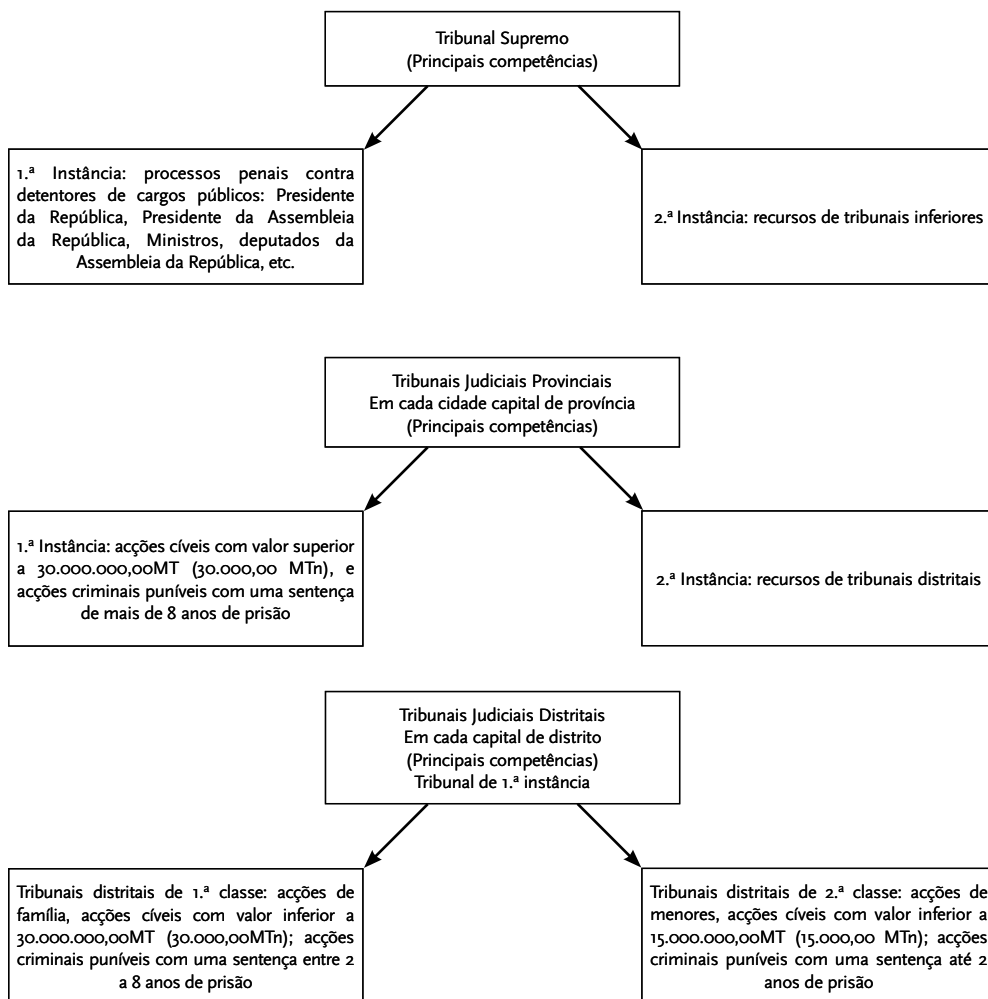 Tribunal Supremo
(Principais competências)
1.ª Instância: processos penais contra
detentores de cargos públicos: Presidente
da República, Presidente da Assembleia
da República, Ministros, deputados da
Assembleia da República, etc.
2.ª Instância: recursos de tribunais inferiores
Tribunais Judiciais Provinciais
Em cada cidade capital de província
(Principais competências)
1.ª Instância: acções cíveis com valor superior
a 30.000.000,00MT (30.000,00 MTn), e
acções criminais puníveis com uma sentença
de mais de 8 anos de prisão
2.ª Instância: recursos de tribunais distritais
Tribunais Judiciais Distritais
Em cada capital de distrito
(Principais competências)
Tribunal de 1.ª instância
Tribunais distritais de 1.ª classe: acções de
família, acções cíveis com valor inferior a
30.000.000,00MT (30.000,00MTn); acções
criminais puníveis com uma sentença entre 2
a 8 anos de prisão
Tribunais distritais de 2.ª classe: acções de
menores, acções cíveis com valor inferior a
15.000.000,00MT (15.000,00 MTn); acções
criminais puníveis com uma sentença até 2
anos de prisão